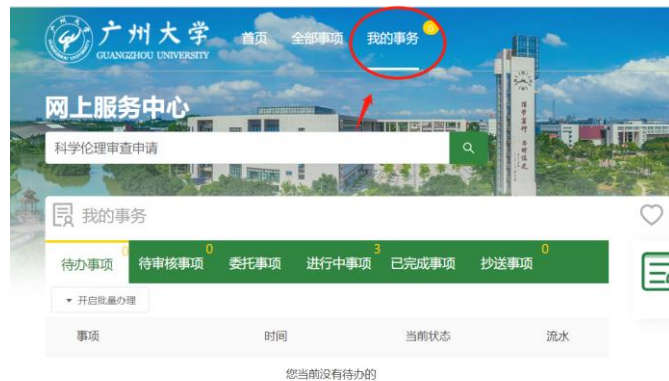 广州大学 首页 全部事项 我的事务 0
GUANGZHOU UNIVERSITY
网上服务中心
科学伦理审查申请
我的事务
待办事项 0 待审核事项 0 委托事项 进行中事项 3 已完成事项 抄送事项 0
开启批量办理
事项 时间 当前状态 流水
您当前没有待办的